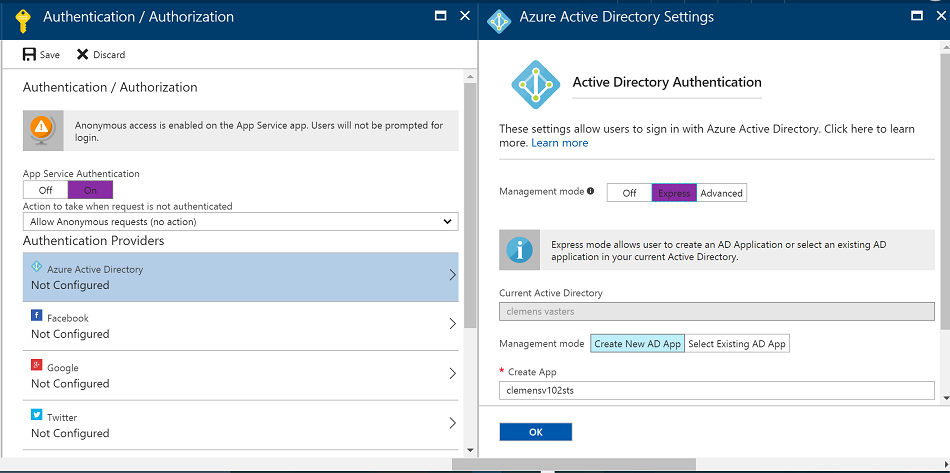 Authentication / Authorization
Save
Discard
Authentication / Authorization
Anonymous access is enabled on the App Service app. Users will not be prompted for
login.
App Service Authentication
Off
On
Action to take when request is not authenticated
Allow Anonymous requests (no action)
Authentication Providers
Azure Active Directory
Not Configured
f
Facebook
Not Configured
g+
Google
Not Configured
Twitter
Not Configured
Azure Active Directory Settings
Active Directory Authentication
These settings allow users to sign in with Azure Active Directory. Click here to learn
more. Learn more
Management mode
Off
Express
Advanced
Express mode allows user to create an AD Application or select an existing AD
application in your current Active Directory.
Current Active Directory
clemens vasters
Management mode
Create New AD App
Select Existing AD App
* Create App
clemensv102sts
OK